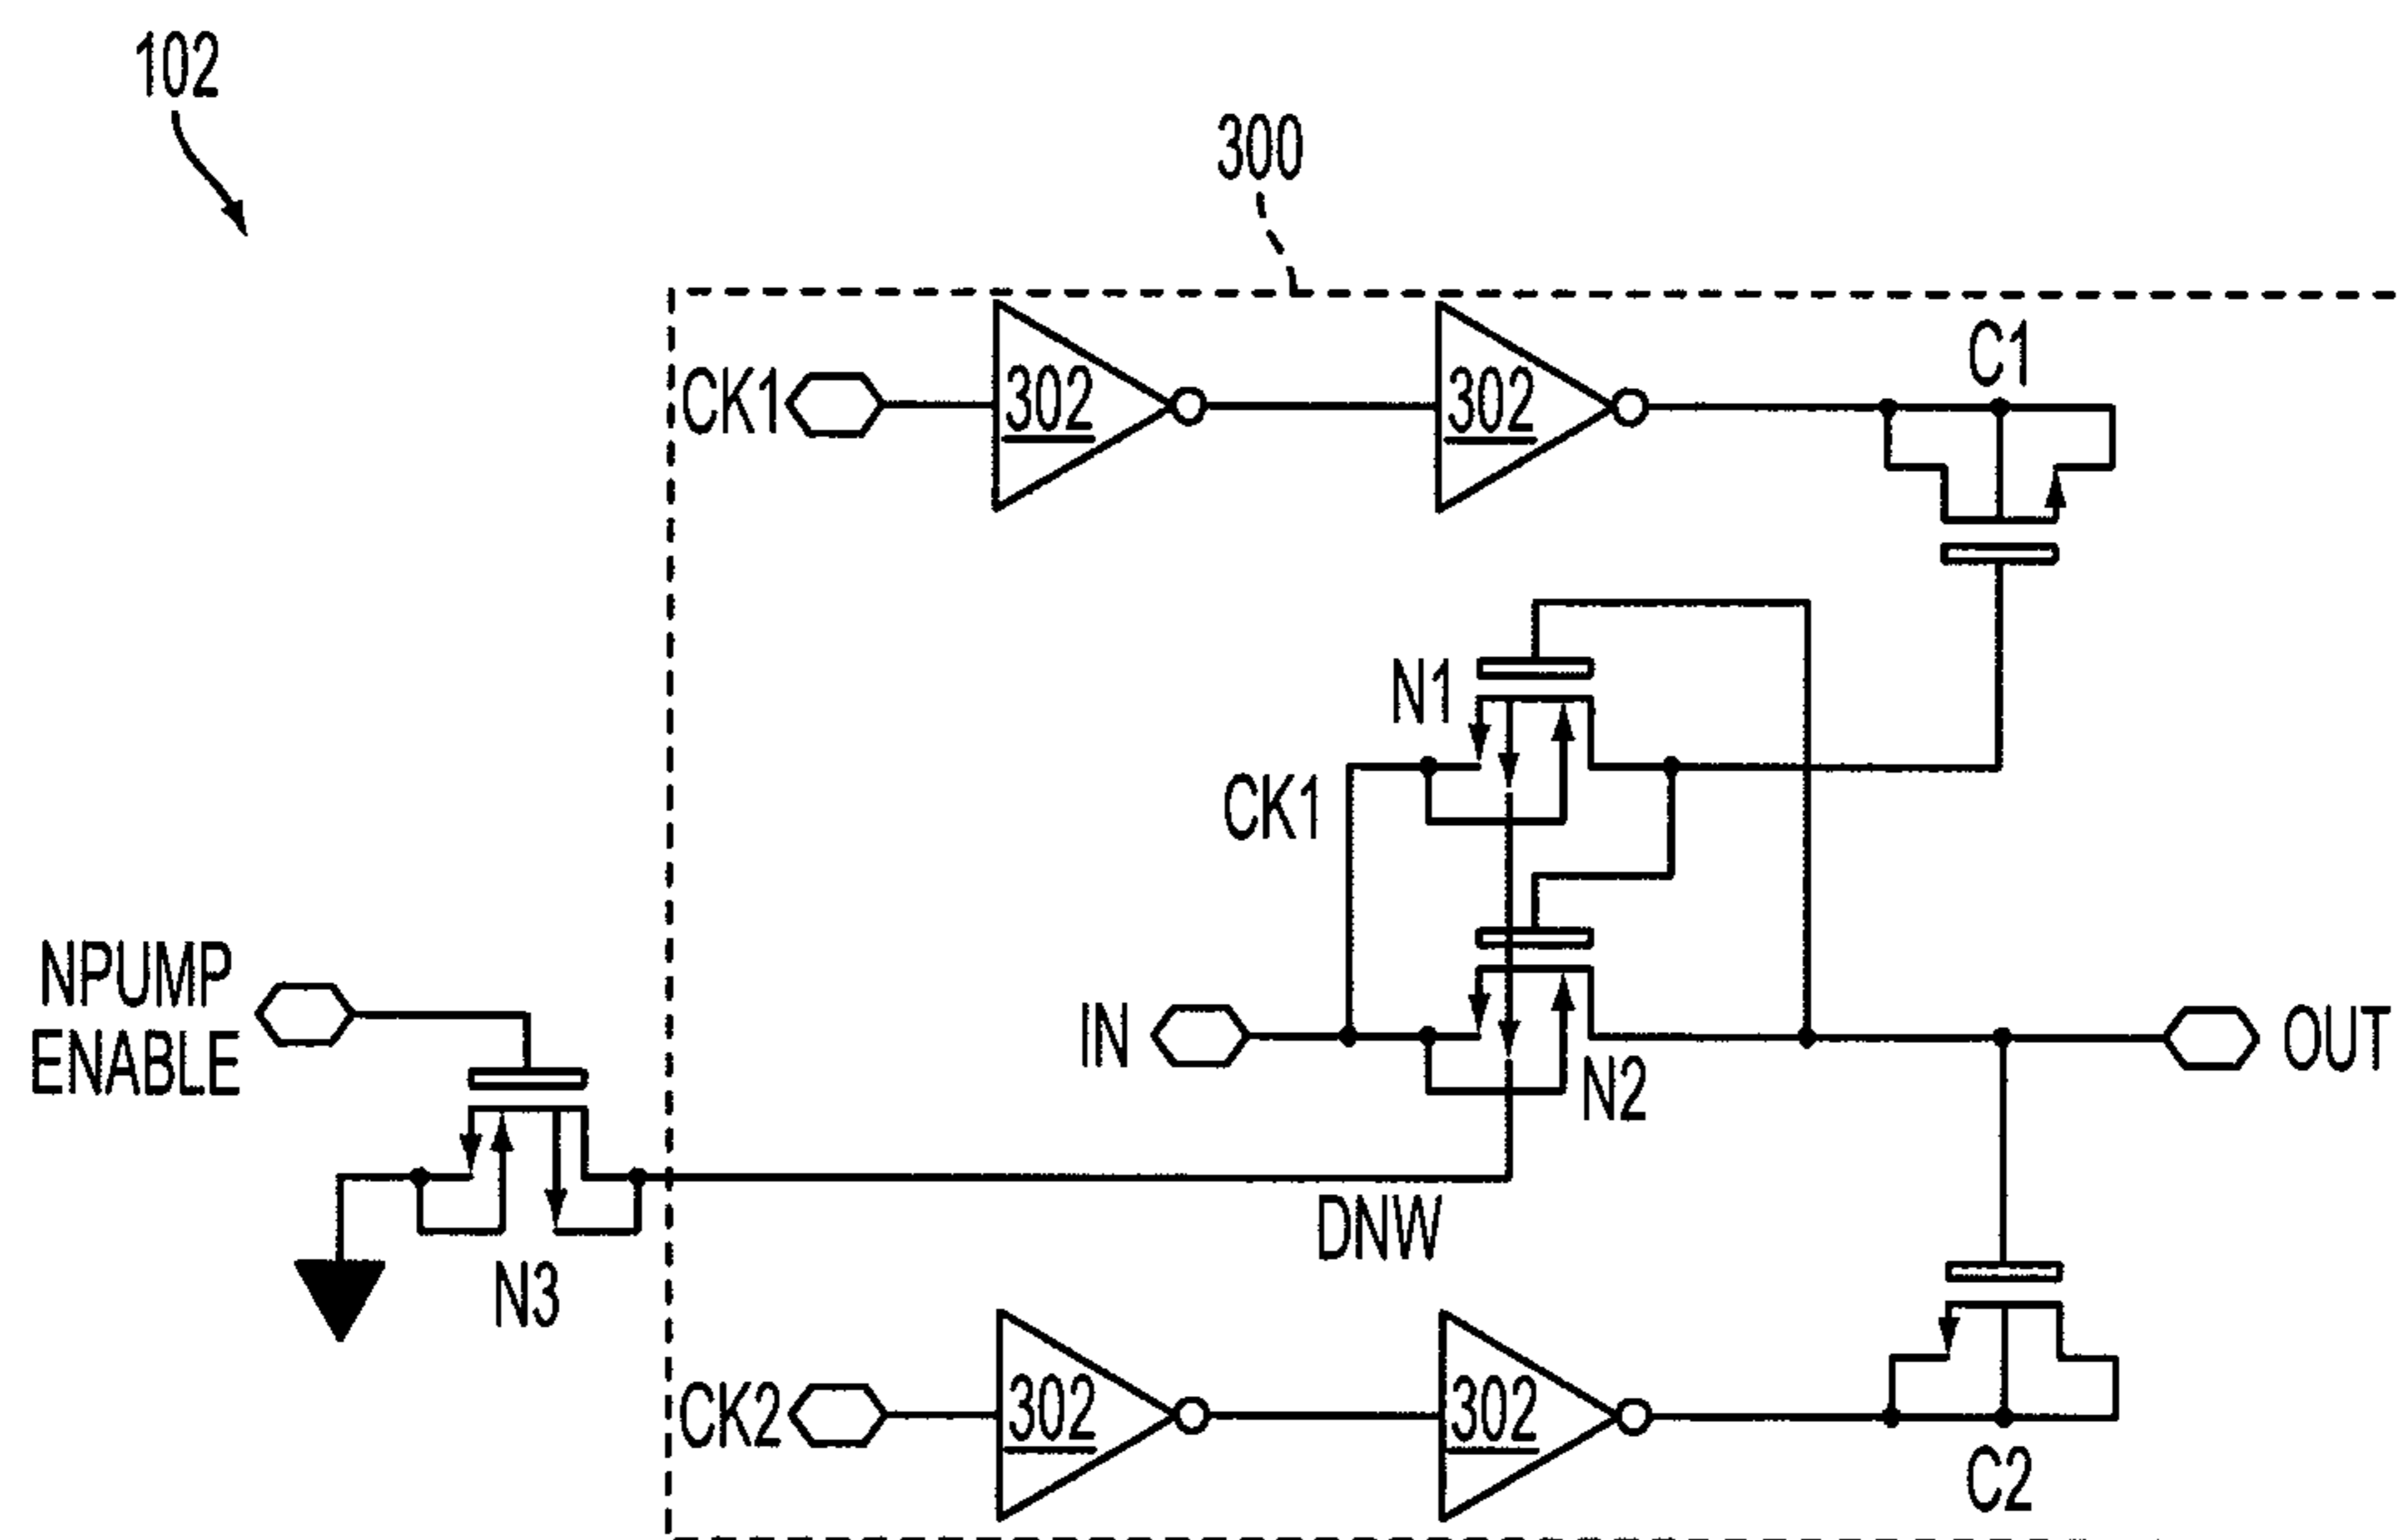 102
300
CK1
302
302
C1
N1
CK1
NPUMP
ENABLE
IN
OUT
N2
DNW
N3
CK2
302
302
C2